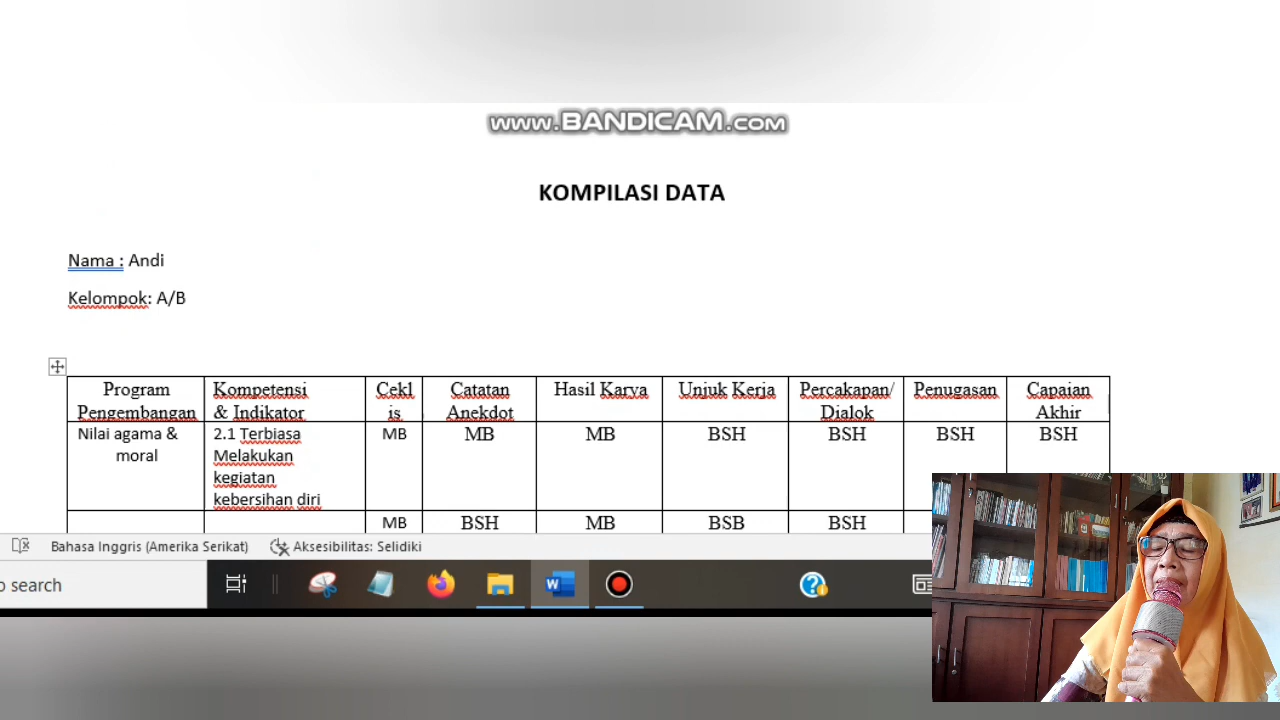 www.BANDICAM.com
KOMPILASI DATA
Nama : Andi
Kelompok: A/B
Program Pengembangan
Kompetensi & Indikator
Cekl is
Catatan Anekdot
Hasil Karya
Unjuk Kerja
Percakapan/ Dialok
Penugasan
Capaian Akhir
Nilai agama & moral
2.1 Terbiasa Melakukan kegiatan kebersihan diri
MB
MB
MB
BSH
BSH
BSH
BSH
MB
BSH
MB
BSB
BSH
Bahasa Inggris (Amerika Serikat)
Aksesibilitas: Selidiki
o search